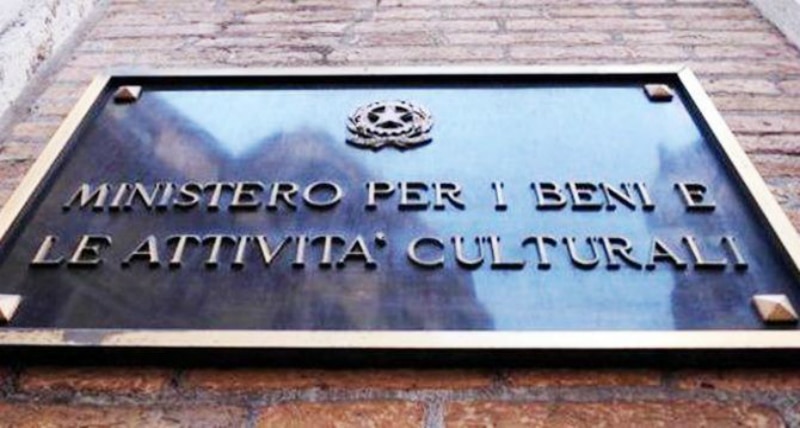 MINISTERO PER I BENI E
LE ATTIVITA' CULTURALI